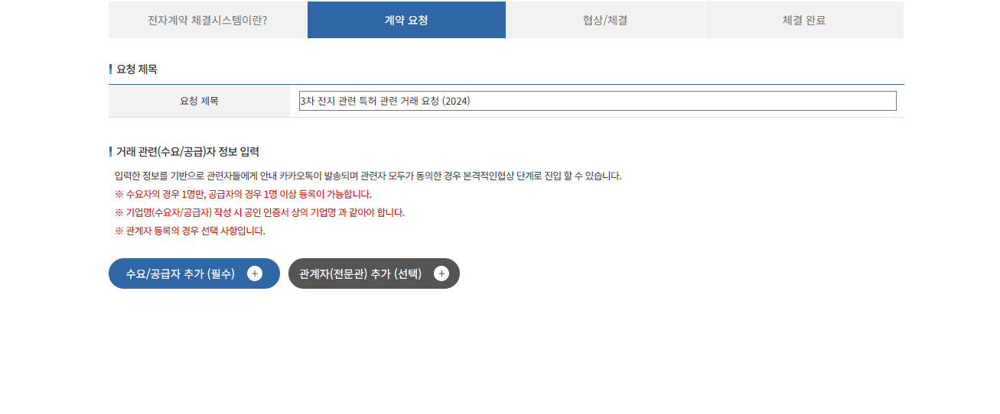 전자계약 체결시스템이란?
계약 요청
협상/체결
체결 완료
요청 제목
요청 제목
3차 전지 관련 특허 관련 거래 요청 (2024)
거래 관련(수요/공급)자 정보 입력
입력한 정보를 기반으로 관련자들에게 안내 카카오톡이 발송되며 관련자 모두가 동의한 경우 본격적인협상 단계로 진입 할 수 있습니다.
※ 수요자의 경우 1명만, 공급자의 경우 1명 이상 등록이 가능합니다.
※ 기업명(수요자/공급자) 작성 시 공인 인증서 상의 기업명 과 같아야 합니다.
※ 관계자 등록의 경우 선택 사항입니다.
수요/공급자 추가 (필수) +
관계자(전문관) 추가 (선택) +